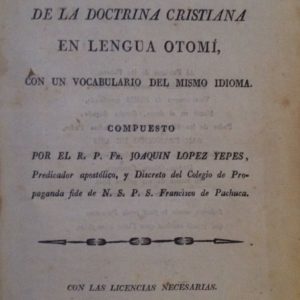 DE LA DOCTRINA CRISTIANA
EN LENGUA OTOMÍ,
CON UN VOCABULARIO DEL MISMO IDIOMA.
COMPUESTO
POR EL R. P. Fr. JOAQUIN LOPEZ YEPES,
Predicador apostólico, y Discreto del Colegio de Pro-
paganda fide de N. S. P. S. Francisco de Pachuca.
CON LAS LICENCIAS NECESARIAS.